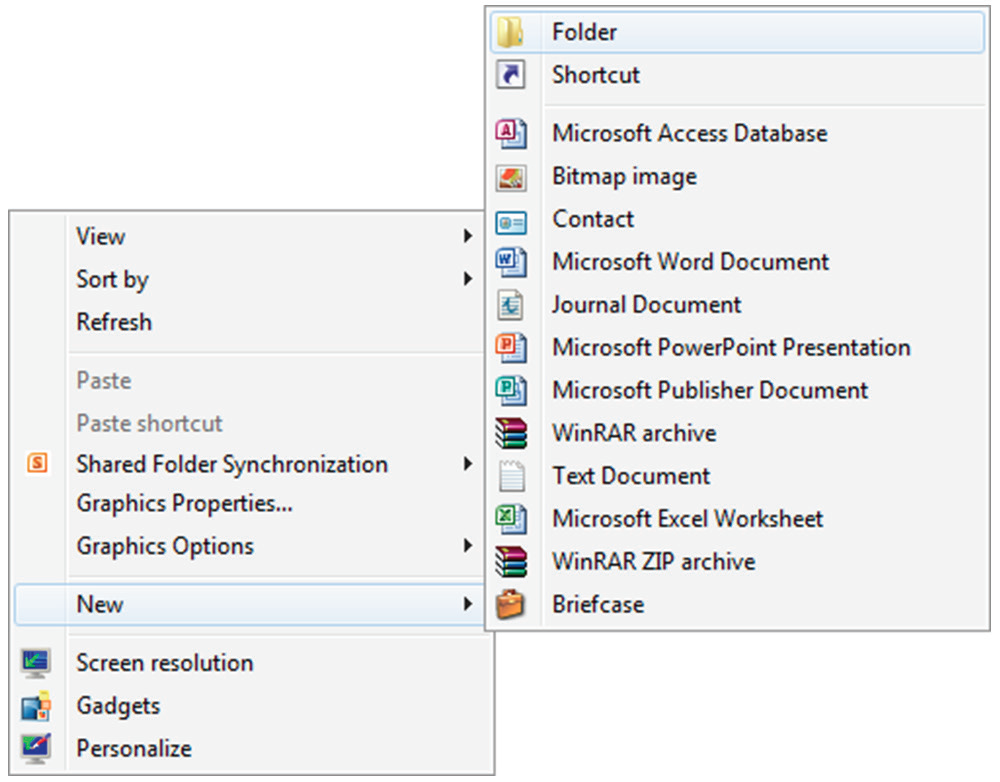 View
Sort by
Refresh
Paste
Paste shortcut
Shared Folder Synchronization
Graphics Properties...
Graphics Options
New
Screen resolution
Gadgets
Personalize
Folder
Shortcut
Microsoft Access Database
Bitmap image
Contact
Microsoft Word Document
Journal Document
Microsoft PowerPoint Presentation
Microsoft Publisher Document
WinRAR archive
Text Document
Microsoft Excel Worksheet
WinRAR ZIP archive
Briefcase